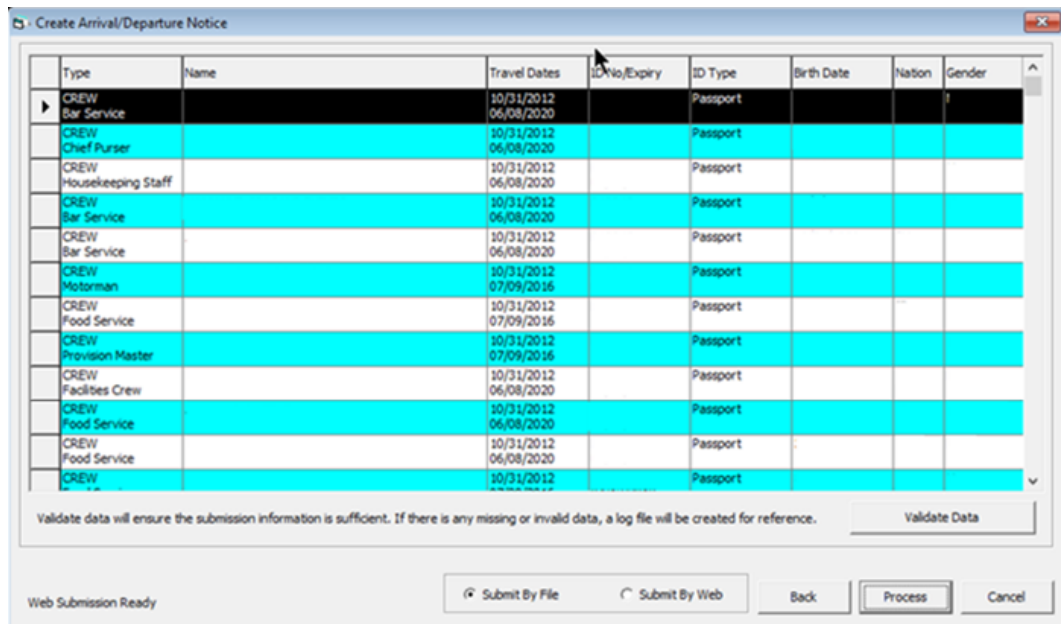 Create Arrival/Departure Notice
Type Name Travel Dates ID No/Expiry ID Type Birth Date Nation Gender
CREW 10/31/2012 Passport
Bar Service 06/08/2020
CREW 10/31/2012 Passport
Chief Purser 06/08/2020
CREW 10/31/2012 Passport
Housekeeping Staff 06/08/2020
CREW 10/31/2012 Passport
Bar Service 06/08/2020
CREW 10/31/2012 Passport
Bar Service 06/08/2020
CREW 10/31/2012 Passport
Motorman 07/09/2016
CREW 10/31/2012 Passport
Food Service 07/09/2016
CREW 10/31/2012 Passport
Provision Master 07/09/2016
CREW 10/31/2012 Passport
Facilities Crew 06/08/2020
CREW 10/31/2012 Passport
Food Service 06/08/2020
CREW 10/31/2012 Passport
Food Service 06/08/2020
CREW 10/31/2012 Passport
Validate data will ensure the submission information is sufficient. If there is any missing or invalid data, a log file will be created for reference. Validate Data
Web Submission Ready Submit By File Submit By Web Back Process Cancel